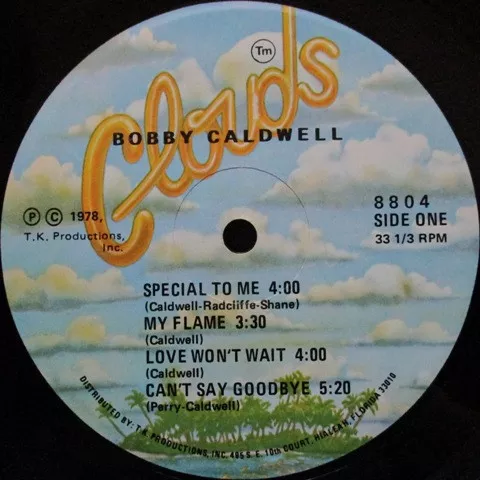 Clouds
Tm
BOBBY CALDWELL
Ⓟ © 1978,
T.K. Productions,
Inc.
8804
SIDE ONE
33 1/3 RPM
SPECIAL TO ME 4:00
(Caldwell-Radcliffe-Shane)
MY FLAME 3:30
(Caldwell)
LOVE WON'T WAIT 4:00
(Caldwell)
CAN'T SAY GOODBYE 5:20
(Perry-Caldwell)
DISTRIBUTED BY: T.K. PRODUCTIONS, INC. 495 S. E. 10th COURT, HIALEAH, FLORIDA 33010